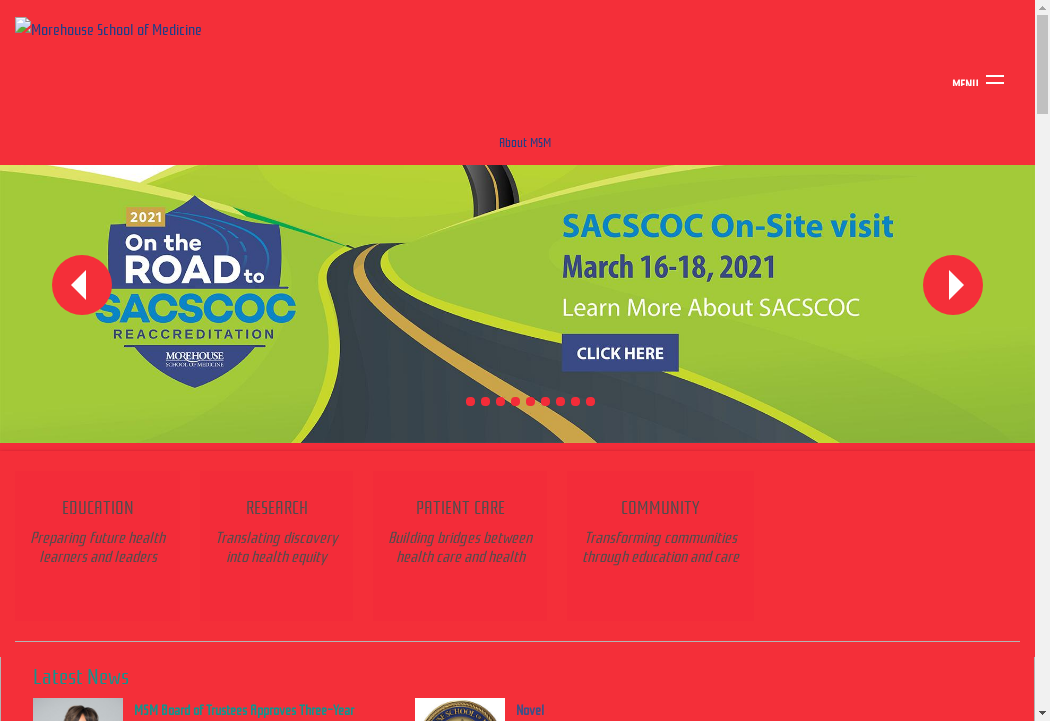 Morehouse School of Medicine
MENU
About MSM
2021
On the
ROAD to
SACSCOC
REACCREDITATION
MOREHOUSE
SCHOOL OF MEDICINE
SACSCOC On-Site visit
March 16-18, 2021
Learn More About SACSCOC
CLICK HERE
EDUCATION
Preparing future health
learners and leaders
RESEARCH
Translating discovery
into health equity
PATIENT CARE
Building bridges between
health care and health
COMMUNITY
Transforming communities
through education and care
Latest News
MSM Board of Trustees Approves Three-Year
Novel